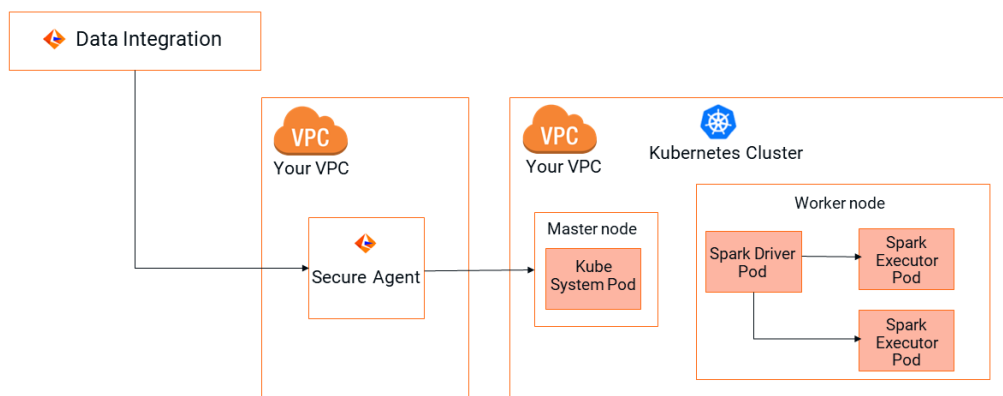 Data Integration
VPC
Your VPC
Secure Agent
VPC
Your VPC
Kubernetes Cluster
Master node
Kube
System Pod
Worker node
Spark Driver
Pod
Spark
Executor
Pod
Spark
Executor
Pod